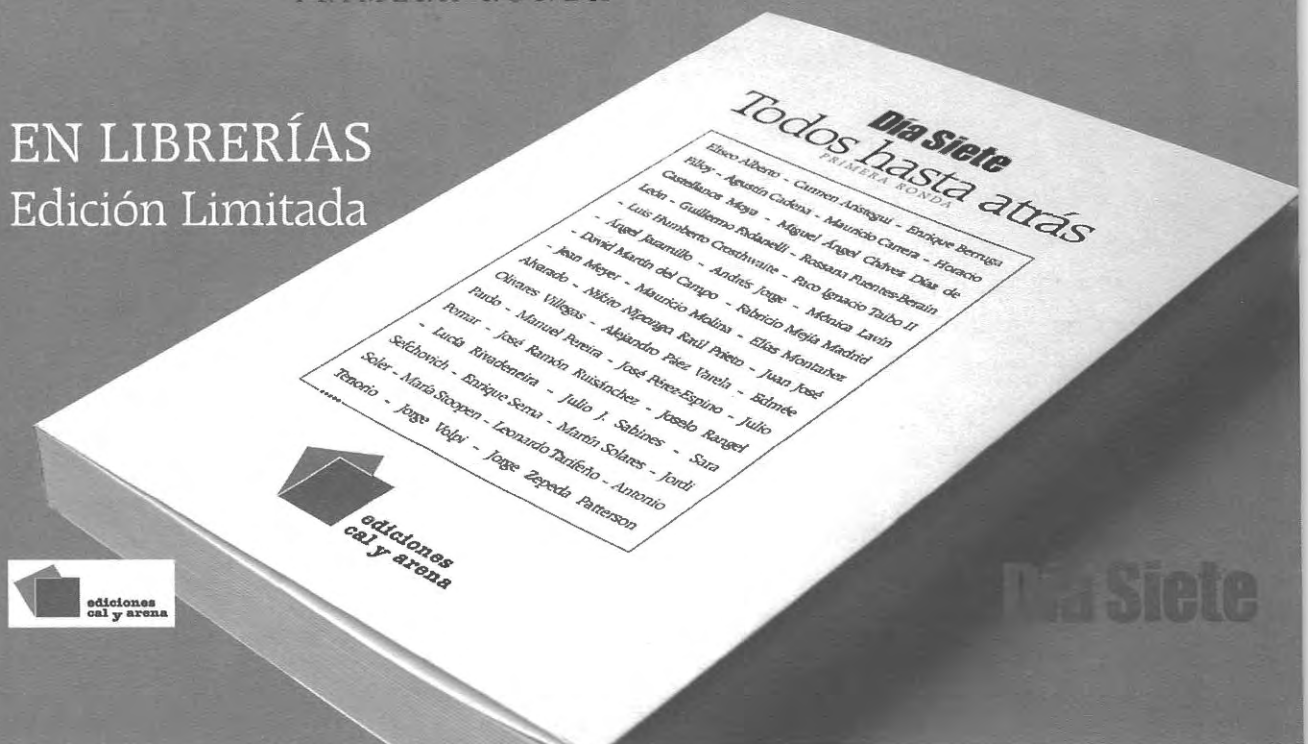 EN LIBRERÍAS
Edición Limitada
Día Siete
Todos hasta atrás
PRIMERA RONDA
Eliseo Alberto - Carmen Aristegui - Enrique Berruga
Filloy - Agustín Cadena - Mauricio Carrera - Horacio
Castellanos Moya - Miguel Ángel Chávez Díaz de
León - Guillermo Fadanelli - Rossana Fuentes-Berain
- Luis Humberto Crosthwaite - Paco Ignacio Taibo II
- Ángel Jaramillo - Andrés Jorge - Mónica Lavín
- David Martín del Campo - Fabricio Mejía Madrid
- Jean Meyer - Mauricio Molina - Elías Montañez
Alvarado - Nikito Nipongo Raúl Prieto - Juan José
Olivares Villegas - Alejandro Páez Varela - Edmée
Pardo - Manuel Pereira - José Pérez-Espino - Julio
Pomar - José Ramón Ruisánchez - Joselo Rangel
- Lucía Rivadeneira - Julio J. Sabines - Sara
Sefchovich - Enrique Serna - Martín Solares - Jordi
Soler - María Stoopen - Leonardo Tarifeño - Antonio
Tenorio - Jorge Volpi - Jorge Zepeda Patterson
.....
ediciones
cal y arena
ediciones
cal y arena
Día Siete